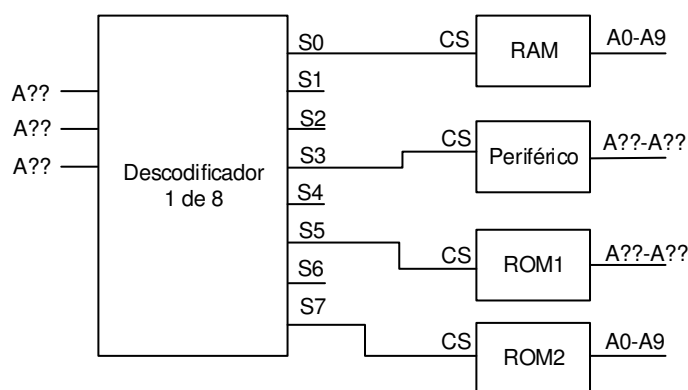 A??
A??
A??
Descodificador
1 de 8
S0
S1
S2
S3
S4
S5
S6
S7
CS
RAM
A0-A9
CS
Periférico
A??-A??
CS
ROM1
A??-A??
CS
ROM2
A0-A9